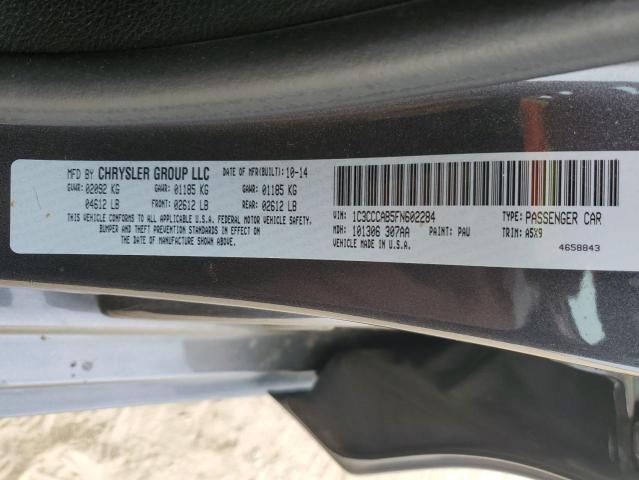 MFD BY CHRYSLER GROUP LLC DATE OF MFR(BUILT): 10-14
GVWR: 02092 KG GAWR: 01185 KG GAWR: 01185 KG
04612 LB FRONT: 02612 LB REAR: 02612 LB
THIS VEHICLE CONFORMS TO ALL APPLICABLE U.S.A. FEDERAL MOTOR VEHICLE SAFETY,
BUMPER AND THEFT PREVENTION STANDARDS IN EFFECT ON
THE DATE OF MANUFACTURE SHOWN ABOVE.
VIN: 1C3CCCAB5FN602284 TYPE: PASSENGER CAR
MDH: 101306 307AA PAINT: PAU TRIM: A5X9
VEHICLE MADE IN U.S.A. 4658843